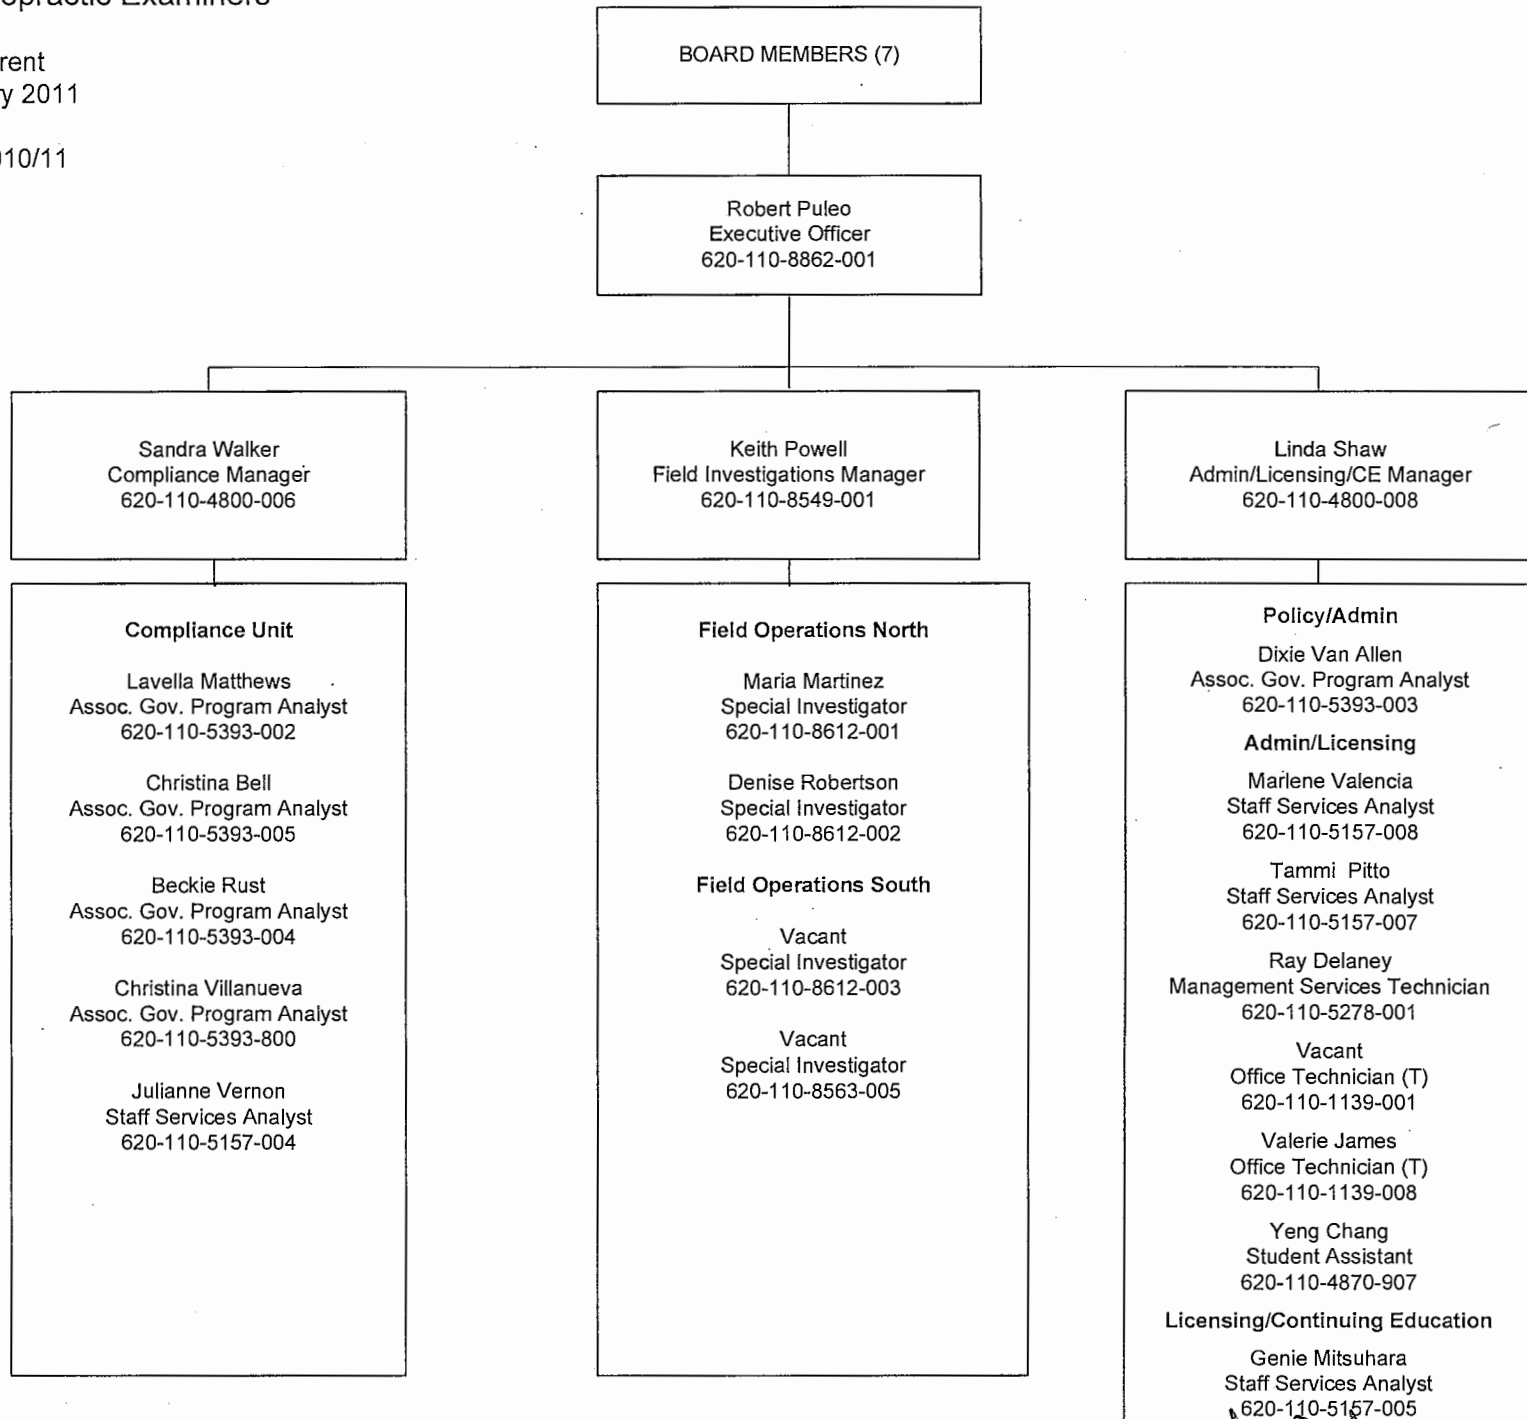 opractic Examiners
rent
y 2011
010/11
BOARD MEMBERS (7)
Robert Puleo
Executive Officer
620-110-8862-001
Sandra Walker
Compliance Manager
620-110-4800-006
Keith Powell
Field Investigations Manager
620-110-8549-001
Linda Shaw
Admin/Licensing/CE Manager
620-110-4800-008
Compliance Unit
Lavella Matthews
Assoc. Gov. Program Analyst
620-110-5393-002
Christina Bell
Assoc. Gov. Program Analyst
620-110-5393-005
Beckie Rust
Assoc. Gov. Program Analyst
620-110-5393-004
Christina Villanueva
Assoc. Gov. Program Analyst
620-110-5393-800
Julianne Vernon
Staff Services Analyst
620-110-5157-004
Field Operations North
Maria Martinez
Special Investigator
620-110-8612-001
Denise Robertson
Special Investigator
620-110-8612-002
Field Operations South
Vacant
Special Investigator
620-110-8612-003
Vacant
Special Investigator
620-110-8563-005
Policy/Admin
Dixie Van Allen
Assoc. Gov. Program Analyst
620-110-5393-003
Admin/Licensing
Marlene Valencia
Staff Services Analyst
620-110-5157-008
Tammi Pitto
Staff Services Analyst
620-110-5157-007
Ray Delaney
Management Services Technician
620-110-5278-001
Vacant
Office Technician (T)
620-110-1139-001
Valerie James
Office Technician (T)
620-110-1139-008
Yeng Chang
Student Assistant
620-110-4870-907
Licensing/Continuing Education
Genie Mitsuhara
Staff Services Analyst
620-110-5157-005